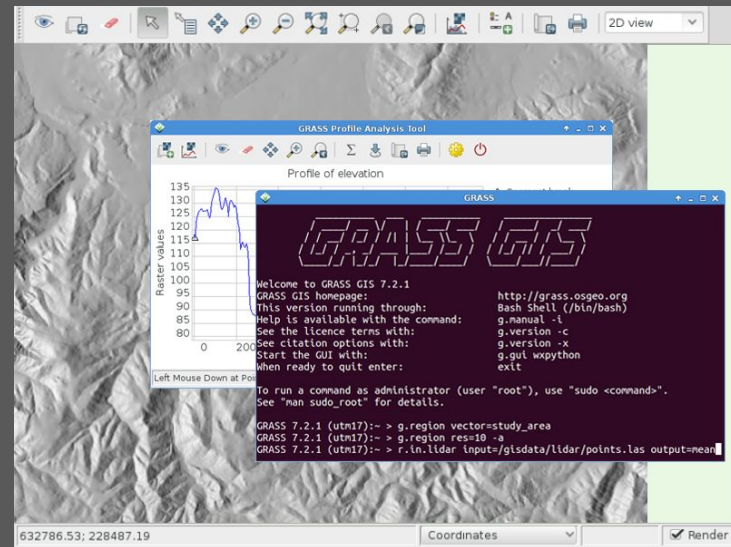 2D view
GRASS Profile Analysis Tool
Profile of elevation
135
130
125
120
115
110
100
95
90
85
80
Raster values
0 200
Left Mouse Down at Poi
GRASS
GRASS GIS
Welcome to GRASS GIS 7.2.1
GRASS GIS homepage: http://grass.osgeo.org
This version running through: Bash Shell (/bin/bash)
Help is available with the command: g.manual -i
See the licence terms with: g.version -c
See citation options with: g.version -x
Start the GUI with: g.gui wxpython
When ready to quit enter: exit
To run a command as administrator (user "root"), use "sudo <command>".
See "man sudo_root" for details.
GRASS 7.2.1 (utm17):~ > g.region vector=study_area
GRASS 7.2.1 (utm17):~ > g.region res=10 -a
GRASS 7.2.1 (utm17):~ > r.in.lidar input=/gisdata/lidar/points.las output=mean
632786.53; 228487.19
Coordinates
Render